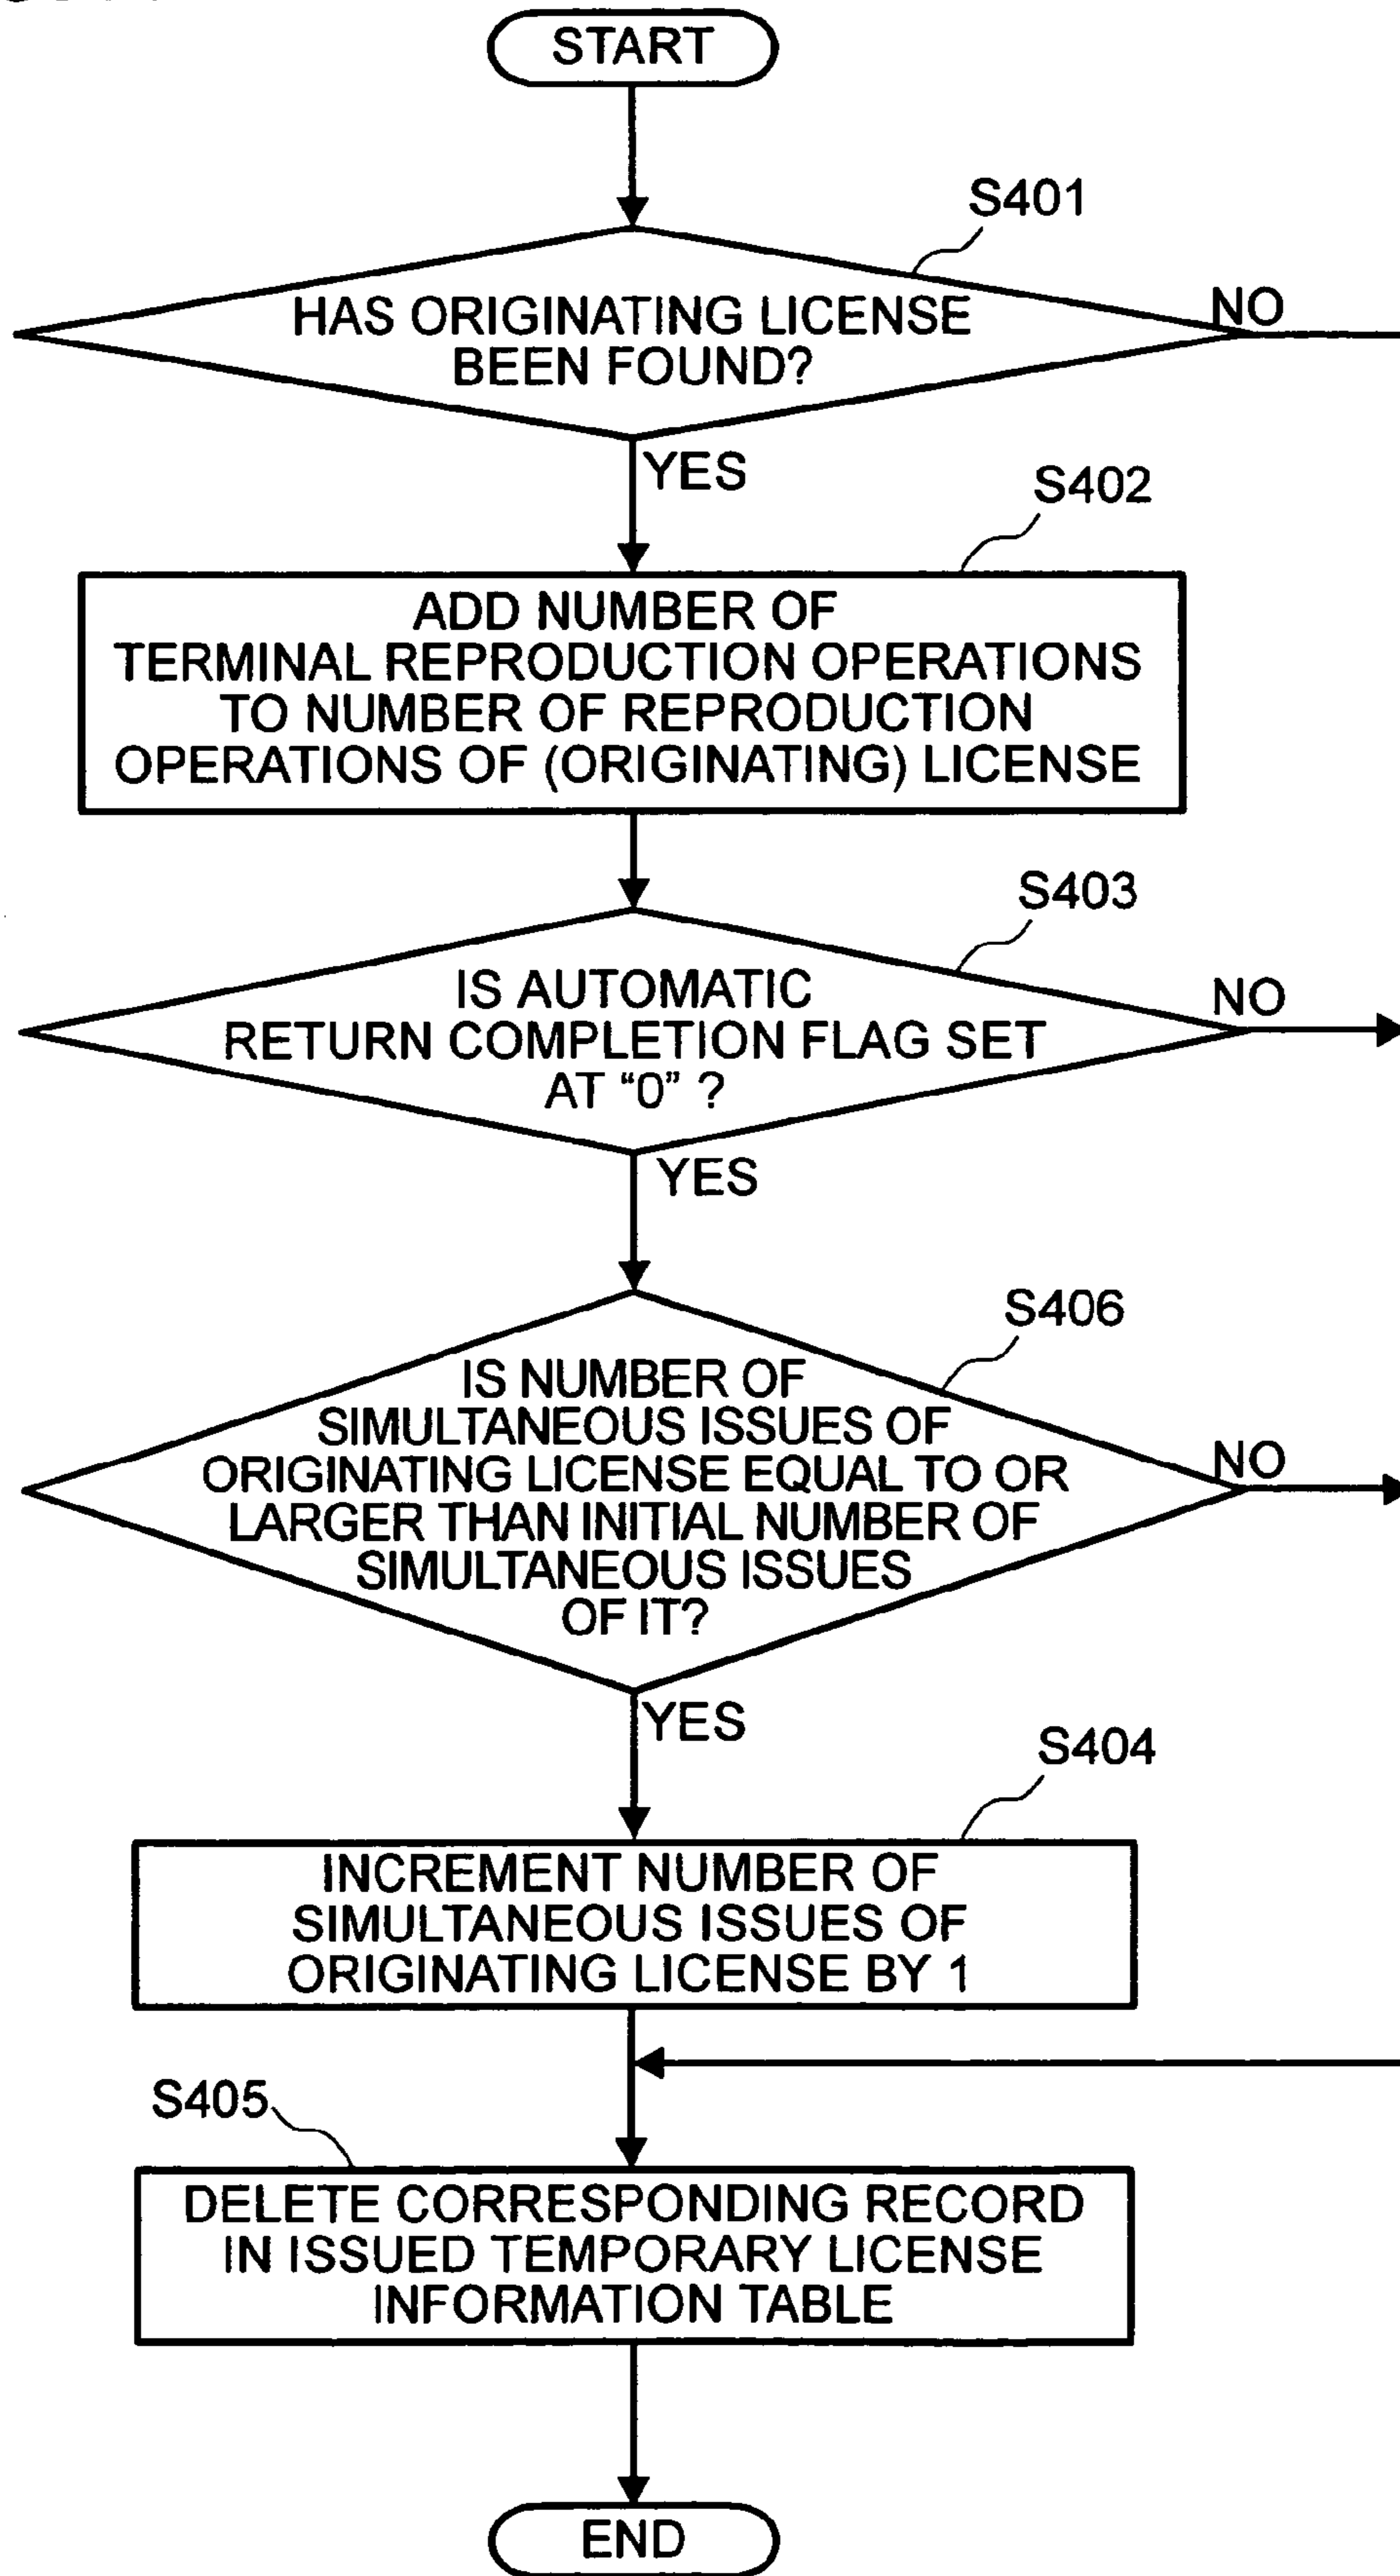 START
S401
HAS ORIGINATING LICENSE
BEEN FOUND?
NO
YES
S402
ADD NUMBER OF
TERMINAL REPRODUCTION OPERATIONS
TO NUMBER OF REPRODUCTION
OPERATIONS OF (ORIGINATING) LICENSE
S403
IS AUTOMATIC
RETURN COMPLETION FLAG SET
AT “0” ?
NO
YES
S406
IS NUMBER OF
SIMULTANEOUS ISSUES OF
ORIGINATING LICENSE EQUAL TO OR
LARGER THAN INITIAL NUMBER OF
SIMULTANEOUS ISSUES
OF IT?
NO
YES
S404
INCREMENT NUMBER OF
SIMULTANEOUS ISSUES OF
ORIGINATING LICENSE BY 1
S405
DELETE CORRESPONDING RECORD
IN ISSUED TEMPORARY LICENSE
INFORMATION TABLE
END